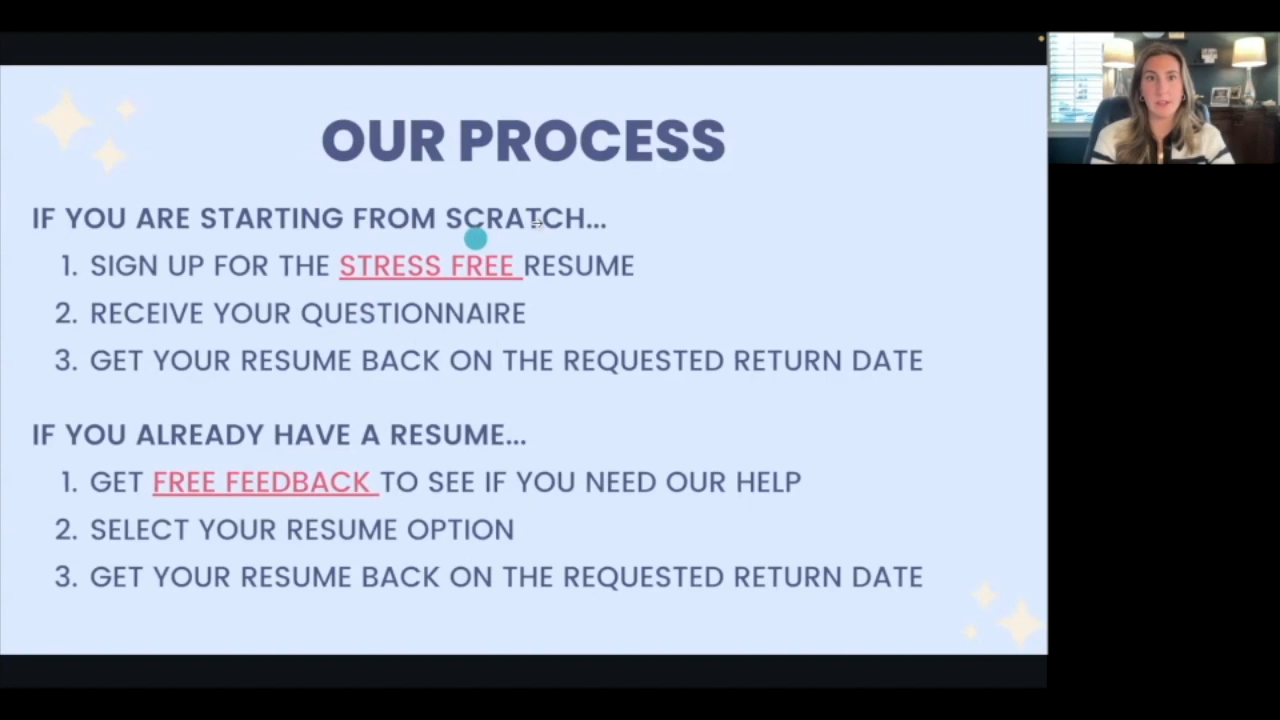 OUR PROCESS
IF YOU ARE STARTING FROM SCRATCH...
1. SIGN UP FOR THE STRESS FREE RESUME
2. RECEIVE YOUR QUESTIONNAIRE
3. GET YOUR RESUME BACK ON THE REQUESTED RETURN DATE
IF YOU ALREADY HAVE A RESUME...
1. GET FREE FEEDBACK TO SEE IF YOU NEED OUR HELP
2. SELECT YOUR RESUME OPTION
3. GET YOUR RESUME BACK ON THE REQUESTED RETURN DATE